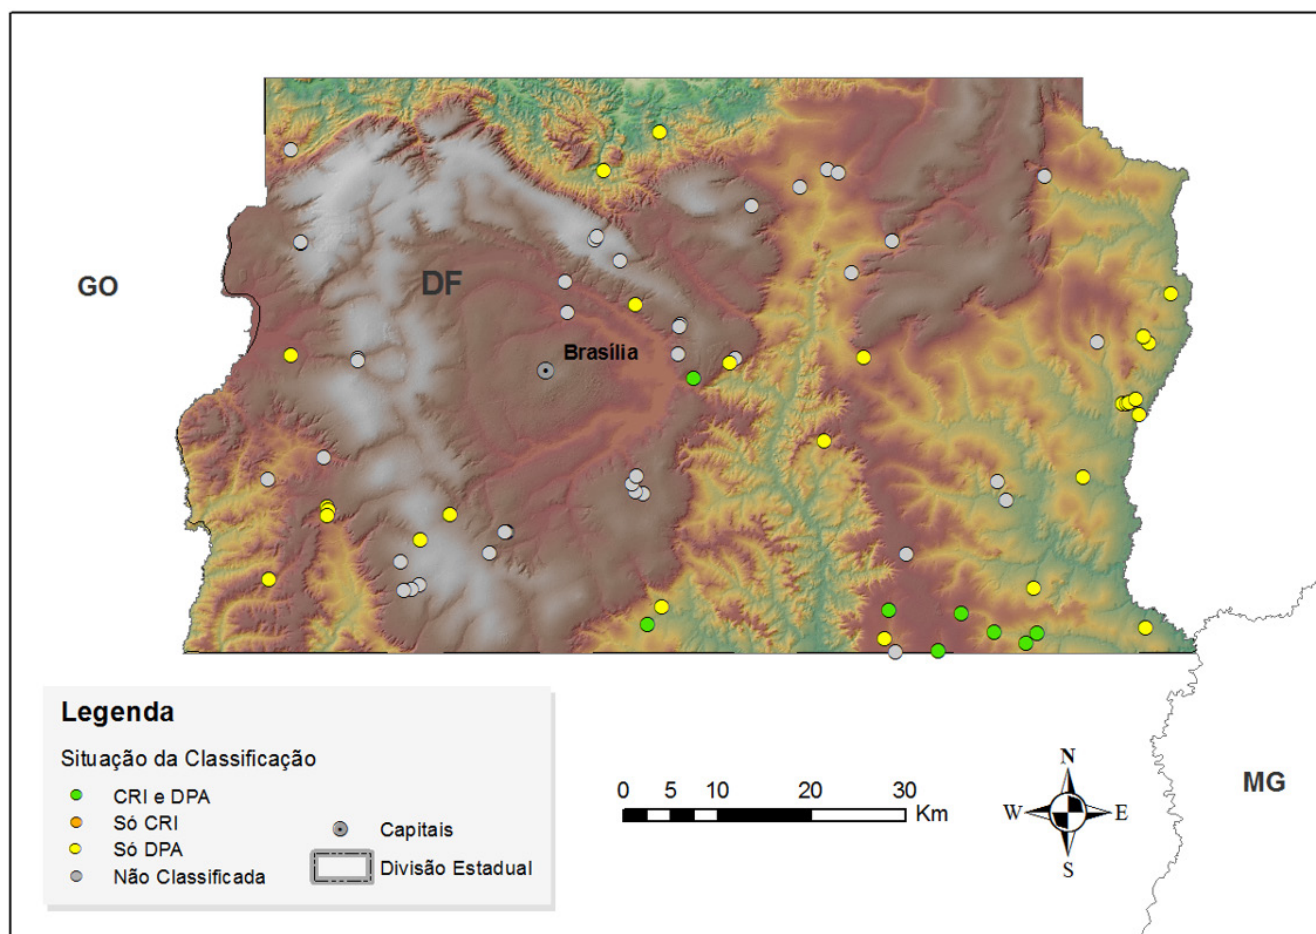 GO
DF
Brasília
MG
Legenda
Situação da Classificação
CRI e DPA
Só CRI
Só DPA
Não Classificada
Capitais
Divisão Estadual
0 5 10 20 30
Km
N
W E
S